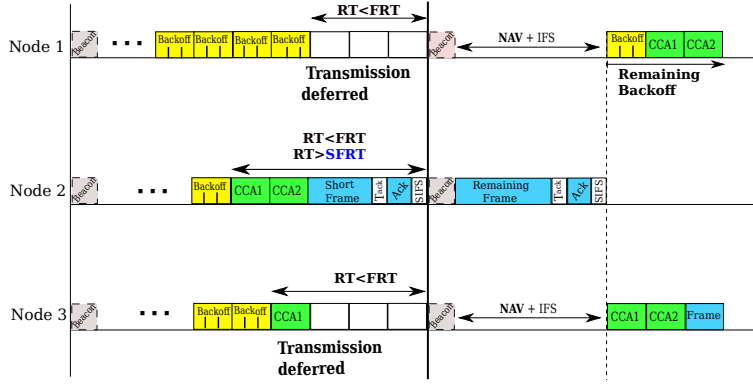 RT<FRT
Node 1
Beacon
Backoff Backoff Backoff Backoff
Beacon
NAV + IFS
Backoff CCA1 CCA2
Transmission
deferred
Remaining
Backoff
RT<FRT
RT>SFRT
Node 2
Beacon
Backoff CCA1 CCA2
Short
Frame
Tack
Ack
SIFS
Beacon
Remaining
Frame
Tack
Ack
SIFS
RT<FRT
Node 3
Beacon
Backoff Backoff CCA1
Beacon
NAV + IFS
CCA1 CCA2 Frame
Transmission
deferred